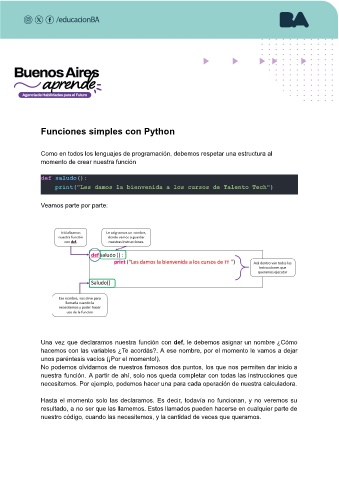 /educacionBA
BA
Buenos Aires
aprende
Agencia de Habilidades para el Futuro
Funciones simples con Python
Como en todos los lenguajes de programación, debemos respetar una estructura al
momento de crear nuestra función
def saludo():
print("Les damos la bienvenida a los cursos de Talento Tech")
Veamos parte por parte:
Inicializamos
nuestra función
con def.
Le asignamos un nombre,
donde vamos a guardar
nuestras instrucciones.
def saludo () :
print ("Les damos la bienvenida a los cursos de TT ")
Acá dentro van todas las
instrucciones que
queramos ejecutar
Saludo()
Ese nombre, nos sirve para
llamarla cuando la
necesitemos y poder hacer
uso de la función
Una vez que declaramos nuestra función con def, le debemos asignar un nombre ¿Cómo
hacemos con las variables ¿Te acordás?. A ese nombre, por el momento le vamos a dejar
unos paréntesis vacíos (¡Por el momento!),
No podemos olvidarnos de nuestros famosos dos puntos, los que nos permiten dar inicio a
nuestra función. A partir de ahí, solo nos queda completar con todas las instrucciones que
necesitemos. Por ejemplo, podemos hacer una para cada operación de nuestra calculadora.
Hasta el momento solo las declaramos. Es decir, todavía no funcionan, y no veremos su
resultado, a no ser que las llamemos. Estos llamados pueden hacerse en cualquier parte de
nuestro código, cuando las necesitemos, y la cantidad de veces que queramos.